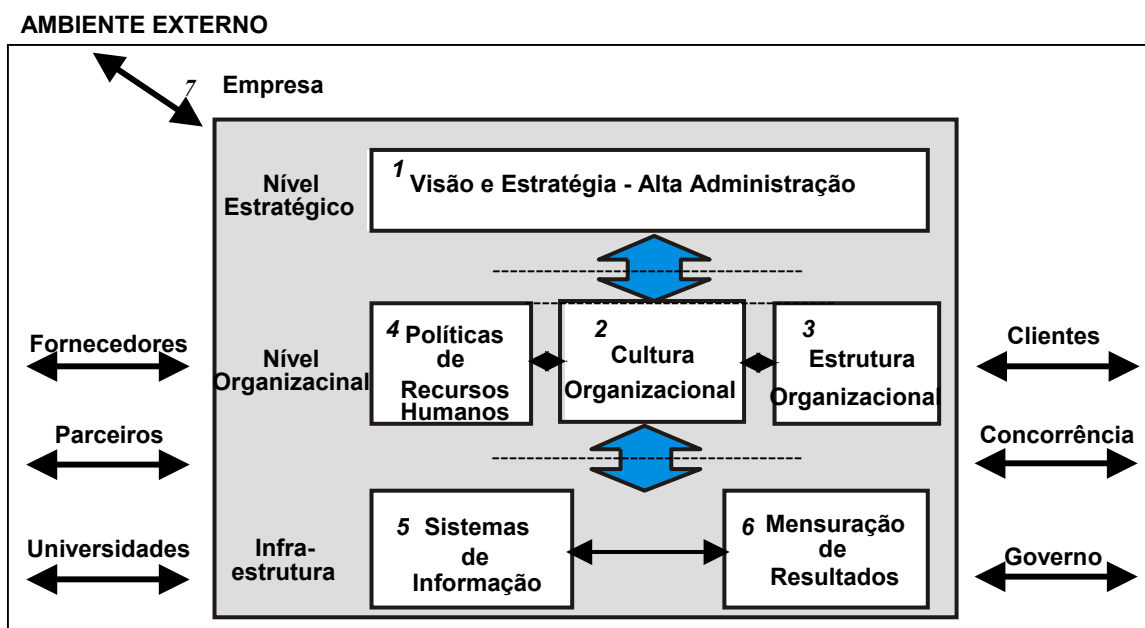 AMBIENTE EXTERNO
7 Empresa
Nível
Estratégico
1 Visão e Estratégia - Alta Administração
Fornecedores
Parceiros
Universidades
Nível
Organizacinal
4 Políticas
de
Recursos
Humanos
2
Cultura
Organizacional
3
Estrutura
Organizacional
Clientes
Concorrência
Governo
Infra-
estrutura
5 Sistemas
de
Informação
6 Mensuração
de
Resultados